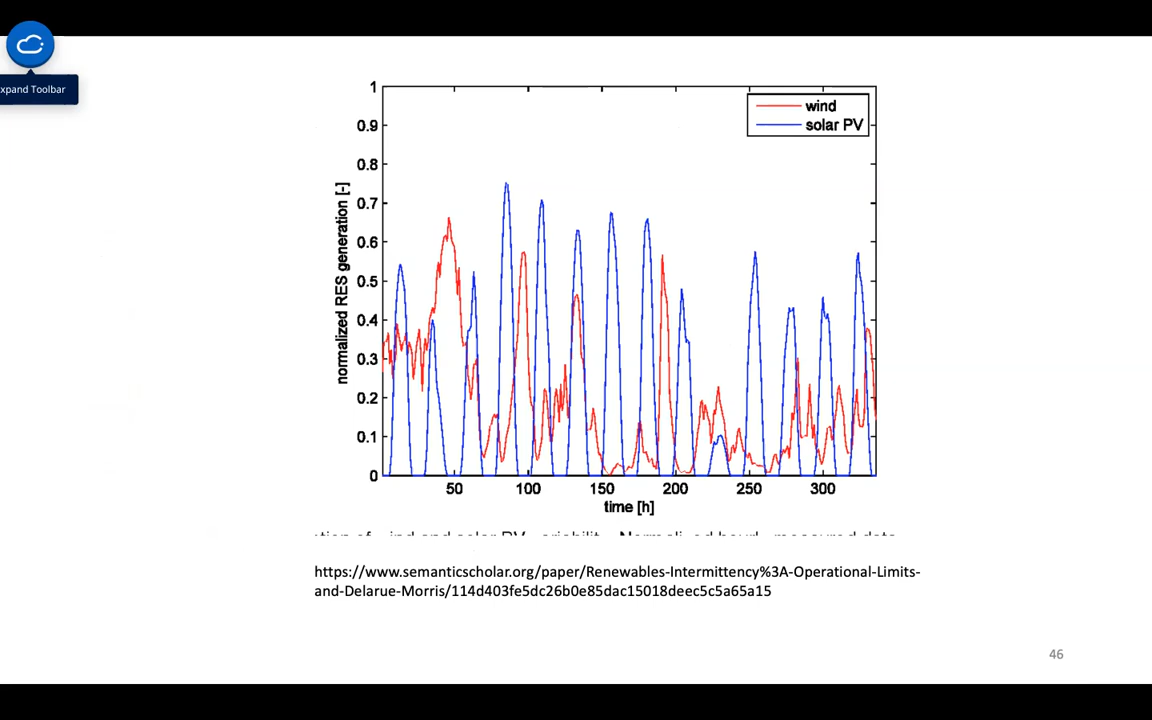 xpand Toolbar
1
0.9
0.8
0.7
0.6
0.5
0.4
0.3
0.2
0.1
0
normalized RES generation [-]
wind
solar PV
50 100 150 200 250 300
time [h]
https://www.semanticscholar.org/paper/Renewables-Intermittency%3A-Operational-Limits-
and-Delarue-Morris/114d403fe5dc26b0e85dac15018deec5c5a65a15
46